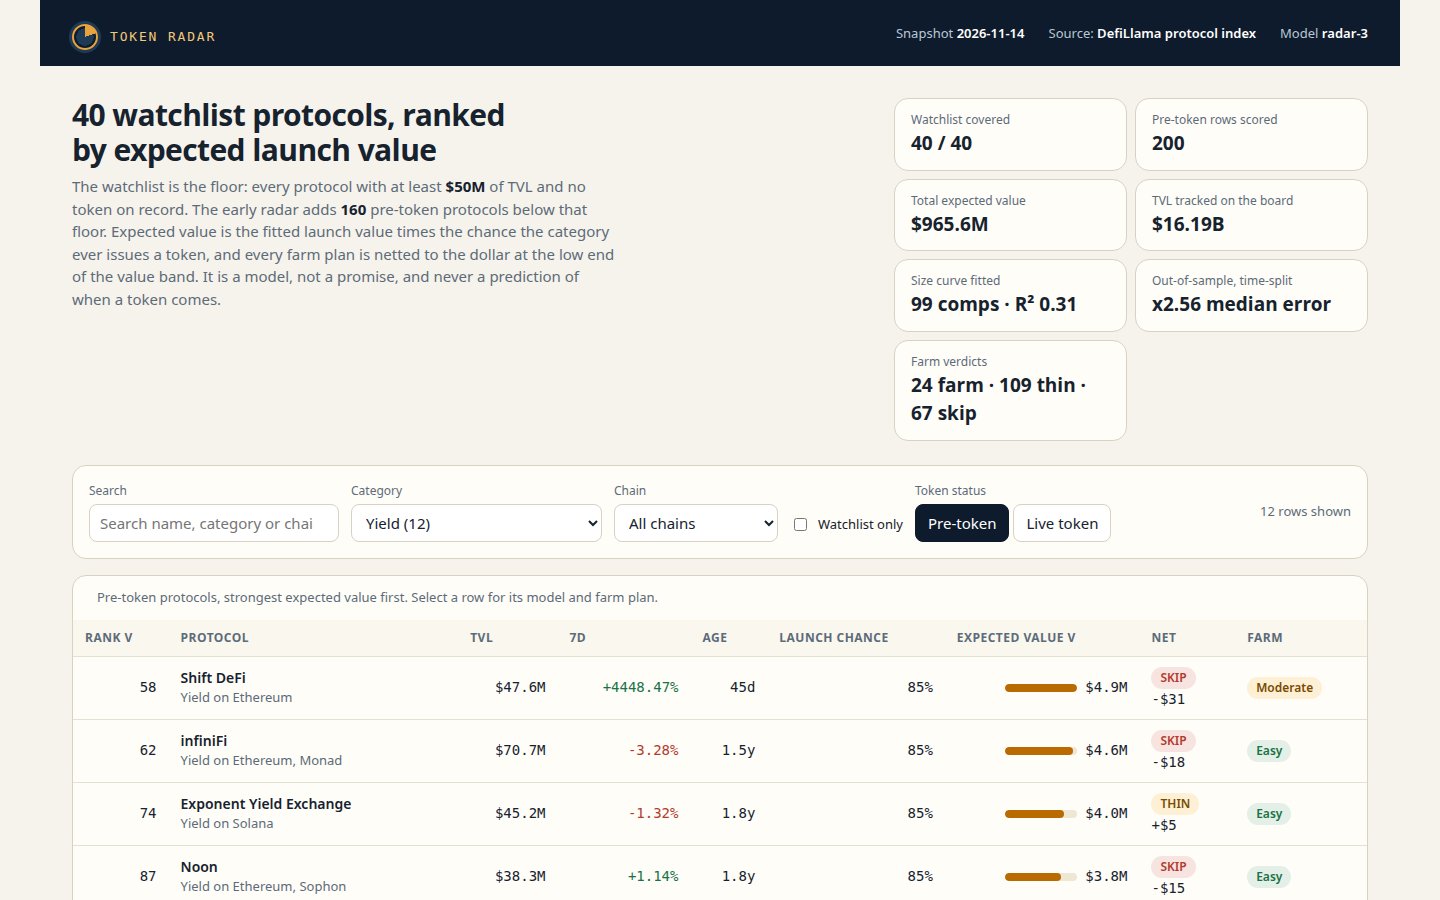 TOKEN RADAR
Snapshot 2026-11-14 Source: DefiLlama protocol index Model radar-3
40 watchlist protocols, ranked
by expected launch value
The watchlist is the floor: every protocol with at least $50M of TVL and no
token on record. The early radar adds 160 pre-token protocols below that
floor. Expected value is the fitted launch value times the chance the category
ever issues a token, and every farm plan is netted to the dollar at the low end
of the value band. It is a model, not a promise, and never a prediction of
when a token comes.
Watchlist covered
40 / 40
Pre-token rows scored
200
Total expected value
$965.6M
TVL tracked on the board
$16.19B
Size curve fitted
99 comps · R² 0.31
Out-of-sample, time-split
x2.56 median error
Farm verdicts
24 farm · 109 thin ·
67 skip
Search
Search name, category or chai
Category
Yield (12)
Chain
All chains
Watchlist only
Token status
Pre-token Live token
12 rows shown
Pre-token protocols, strongest expected value first. Select a row for its model and farm plan.
RANK V PROTOCOL TVL 7D AGE LAUNCH CHANCE EXPECTED VALUE V NET FARM
58 Shift DeFi $47.6M +4448.47% 45d 85% $4.9M SKIP Moderate
Yield on Ethereum -$31
62 infiniFi $70.7M -3.28% 1.5y 85% $4.6M SKIP Easy
Yield on Ethereum, Monad -$18
74 Exponent Yield Exchange $45.2M -1.32% 1.8y 85% $4.0M THIN Easy
Yield on Solana +$5
87 Noon $38.3M +1.14% 1.8y 85% $3.8M SKIP Easy
Yield on Ethereum, Sophon -$15